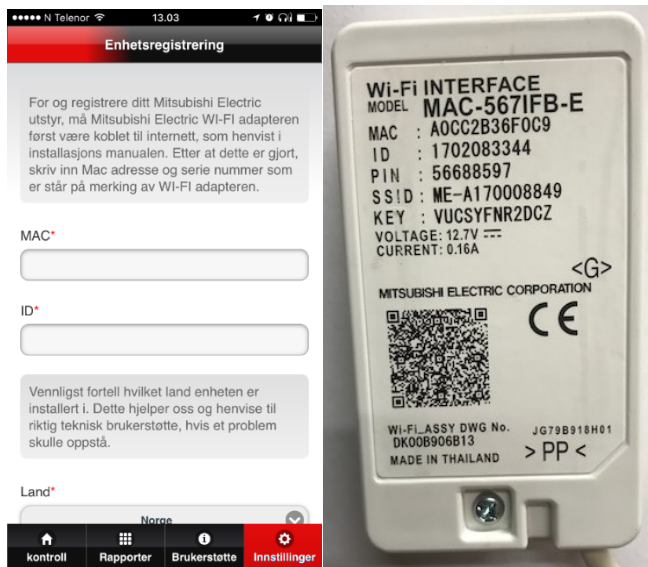 N Telenor 13.03
Enhetsregistrering
For og registrere ditt Mitsubishi Electric
utstyr, må Mitsubishi Electric WI-FI adapteren
først være koblet til internett, som henvist i
installasjons manualen. Etter at dette er gjort,
skriv inn Mac adresse og serie nummer som
er står på merking av WI-FI adapteren.
MAC*
ID*
Vennligst fortell hvilket land enheten er
installert i. Dette hjelper oss og henvise til
riktig teknisk brukerstøtte, hvis et problem
skulle oppstå.
Land*
Norge
kontroll Rapporter Brukerstøtte Innstillinger
Wi-Fi INTERFACE
MODEL MAC-567IFB-E
MAC : A0CC2B36F0C9
ID : 1702083344
PIN : 56688597
SSID: ME-A170008849
KEY : VUCSYFNR2DCZ
VOLTAGE: 12.7V
CURRENT: 0.16A
<G>
MITSUBISHI ELECTRIC CORPORATION
CE
Wi-Fi_ASSY DWG No. JG79B918H01
DK00B906B13
MADE IN THAILAND >PP<